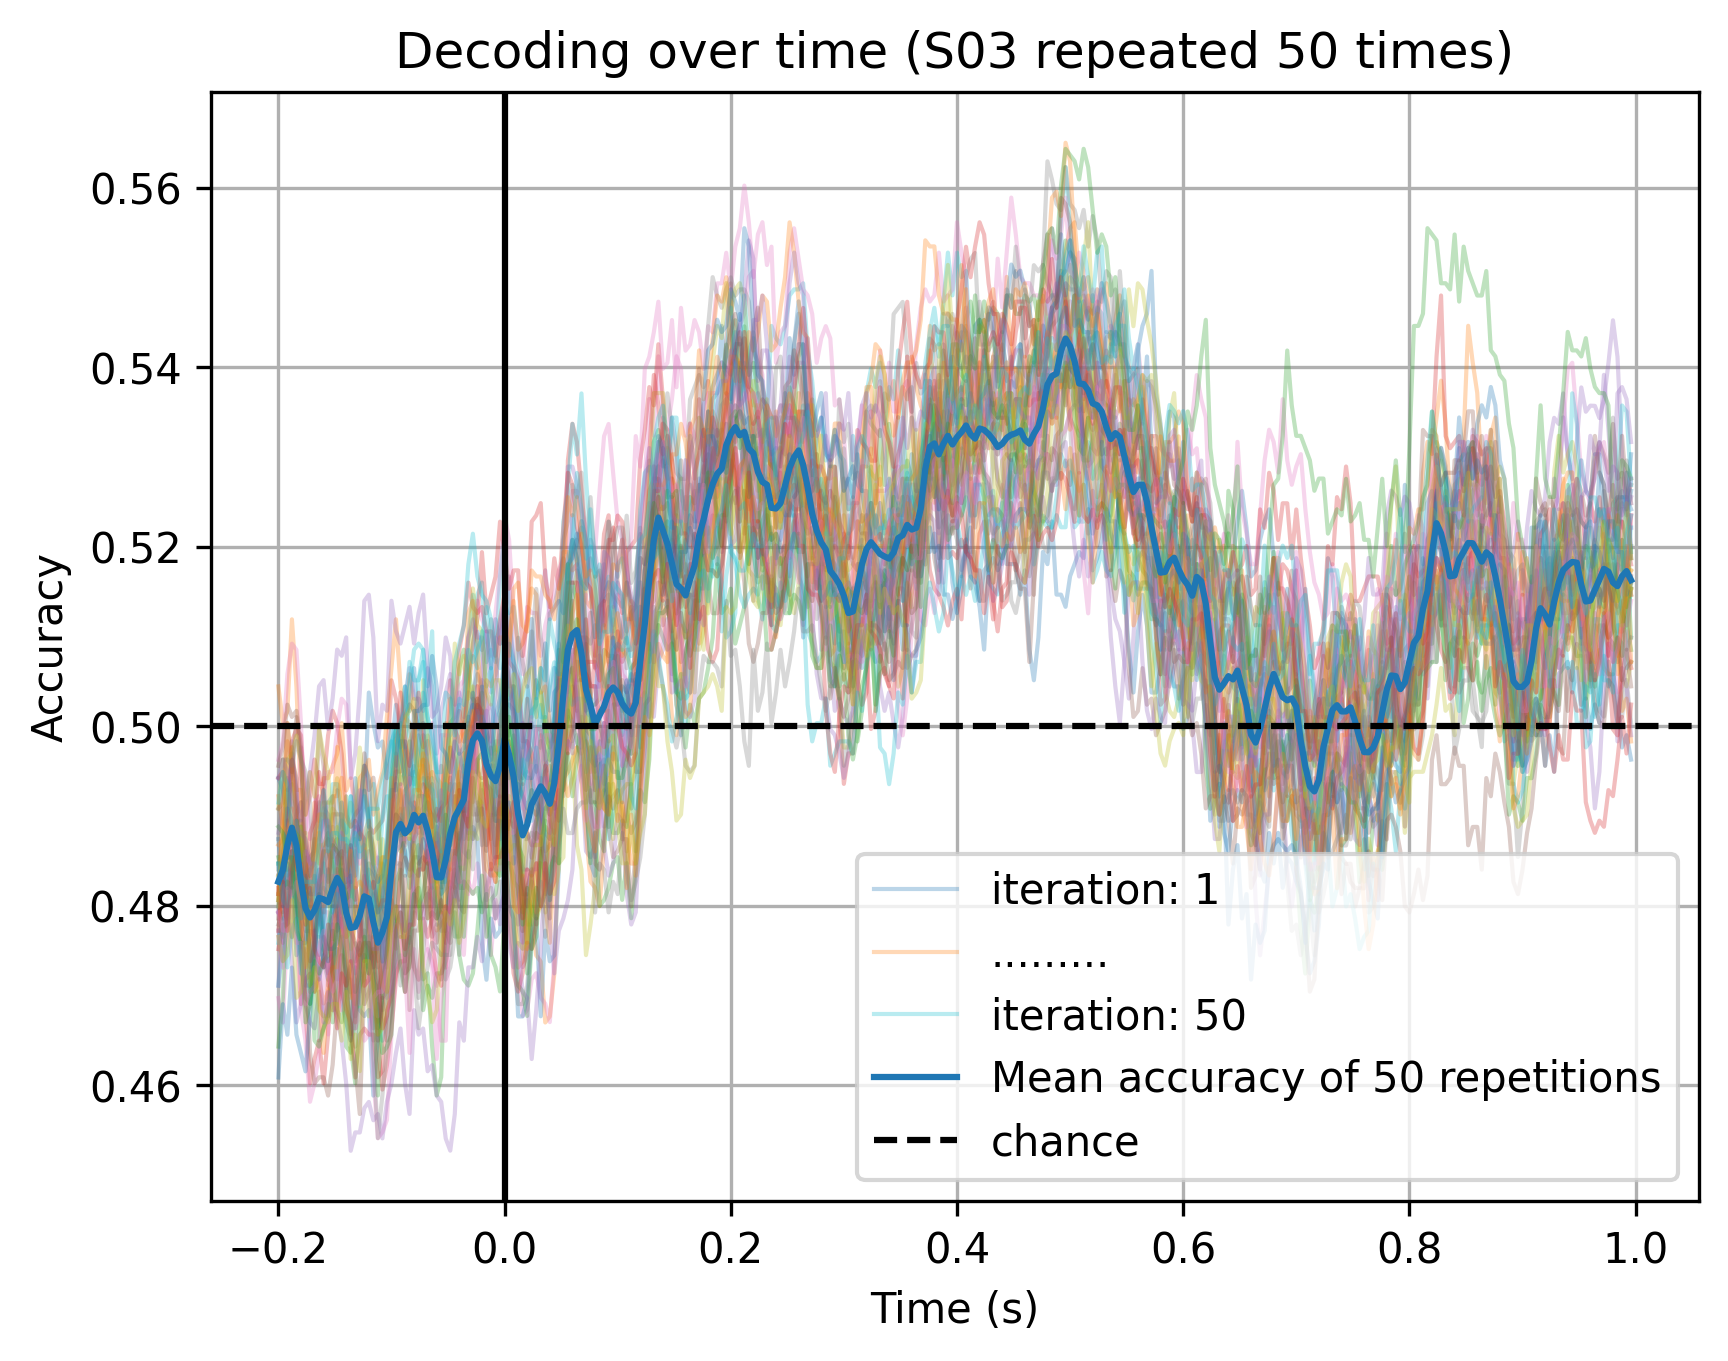 Decoding over time (S03 repeated 50 times)
0.56
0.54
0.52
0.50
0.48
0.46
Accuracy
iteration: 1
.........
iteration: 50
Mean accuracy of 50 repetitions
chance
−0.2 0.0 0.2 0.4 0.6 0.8 1.0
Time (s)